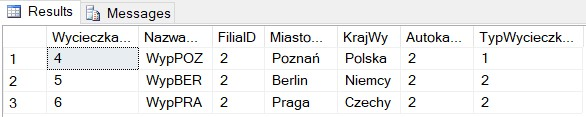 Results Messages
Wycieczka... Nazwa... FilialD Miasto... KrajWy Autoka... TypWycieczk...
1 4 WypPOZ 2 Poznań Polska 2 1
2 5 WypBER 2 Berlin Niemcy 2 2
3 6 WypPRA 2 Praga Czechy 2 2